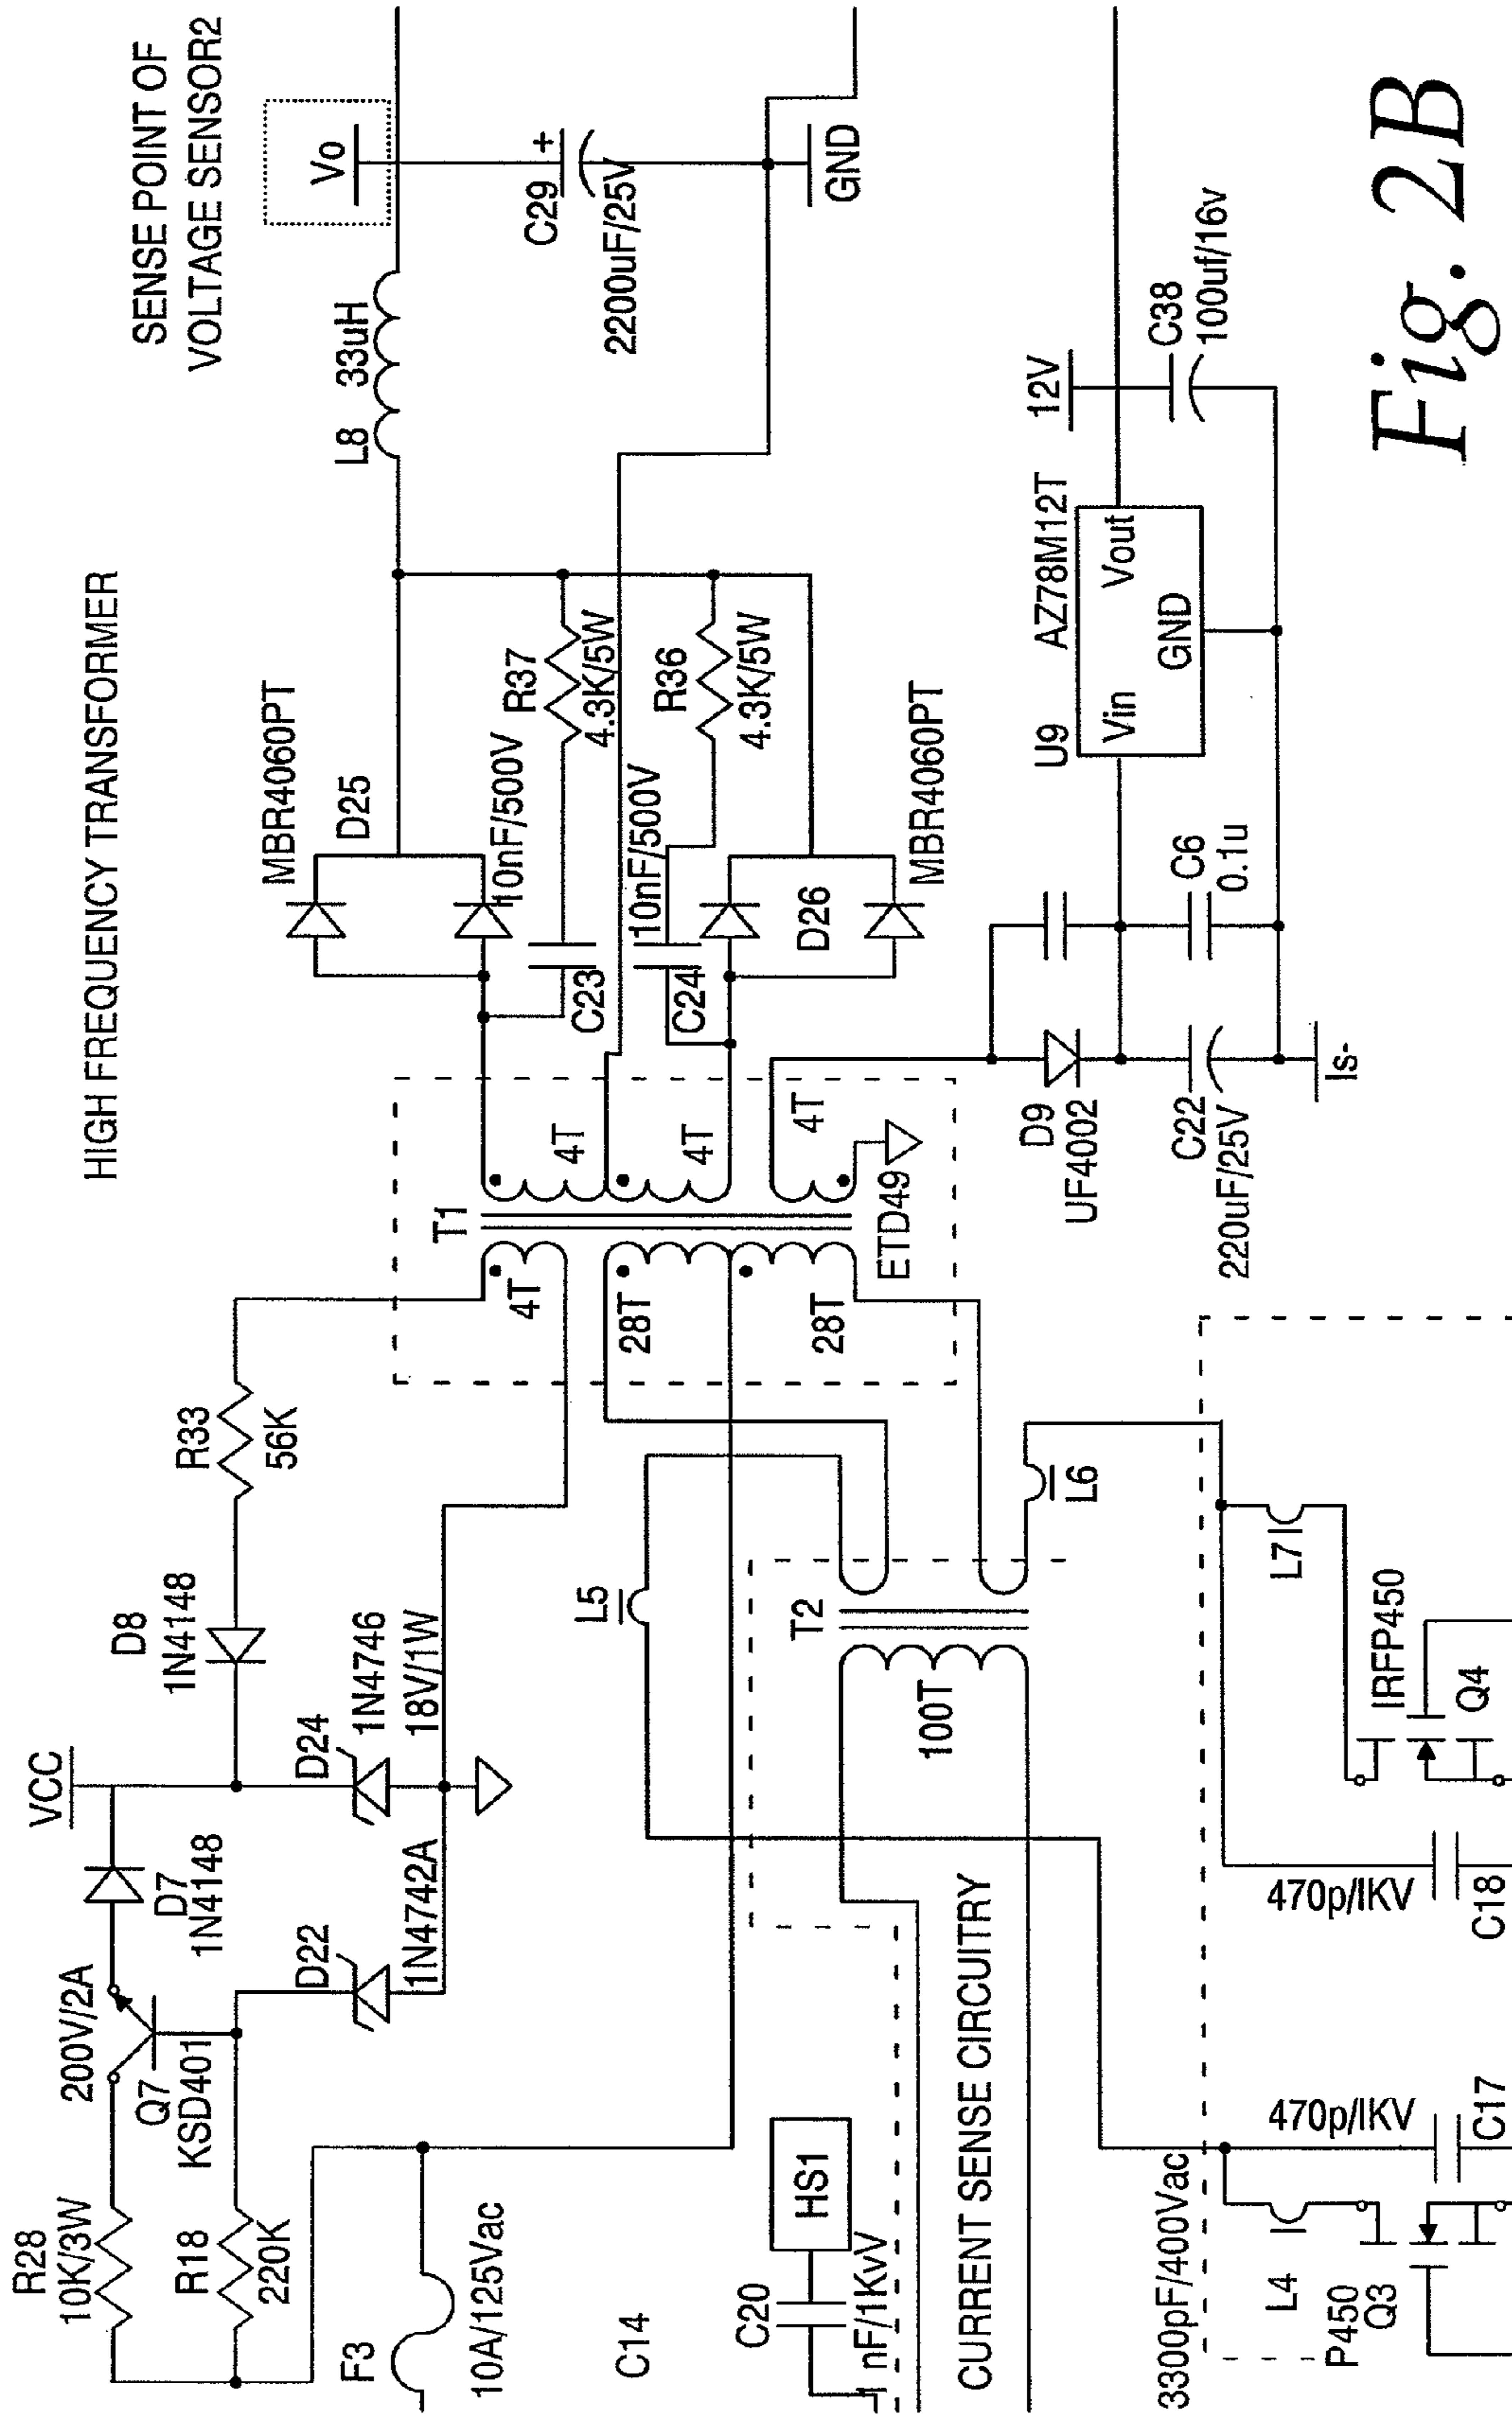 HIGH FREQUENCY TRANSFORMER
SENSE POINT OF
VOLTAGE SENSOR2
R28
10K/3W
R18
220K
Q7
KSD401
200V/2A
D7
1N4148
VCC
D8
1N4148
R33
56K
D22
1N4742A
D24
1N4746
18V/1W
F3
10A/125Vac
C14
C20
1 nF/1KvV
HS1
CURRENT SENSE CIRCUITRY
L5
T2
100T
L6
T1
4T
28T
28T
4T
4T
4T
ETD49
MBR4060PT
D25
10nF/500V
C23
R37
4.3K/5W
10nF/500V
C24
R36
4.3K/5W
D26
MBR4060PT
L8
33uH
Vo
C29
+
2200uF/25V
GND
D9
UF4002
C22
220uF/25V
Is-
C6
0.1u
U9
AZ78M12T
Vin
Vout
GND
12V
C38
100uf/16v
3300pF/400Vac
L4
P450
Q3
470p/IKV
C17
470p/IKV
C18
L7
IRFP450
Q4
Fig. 2B